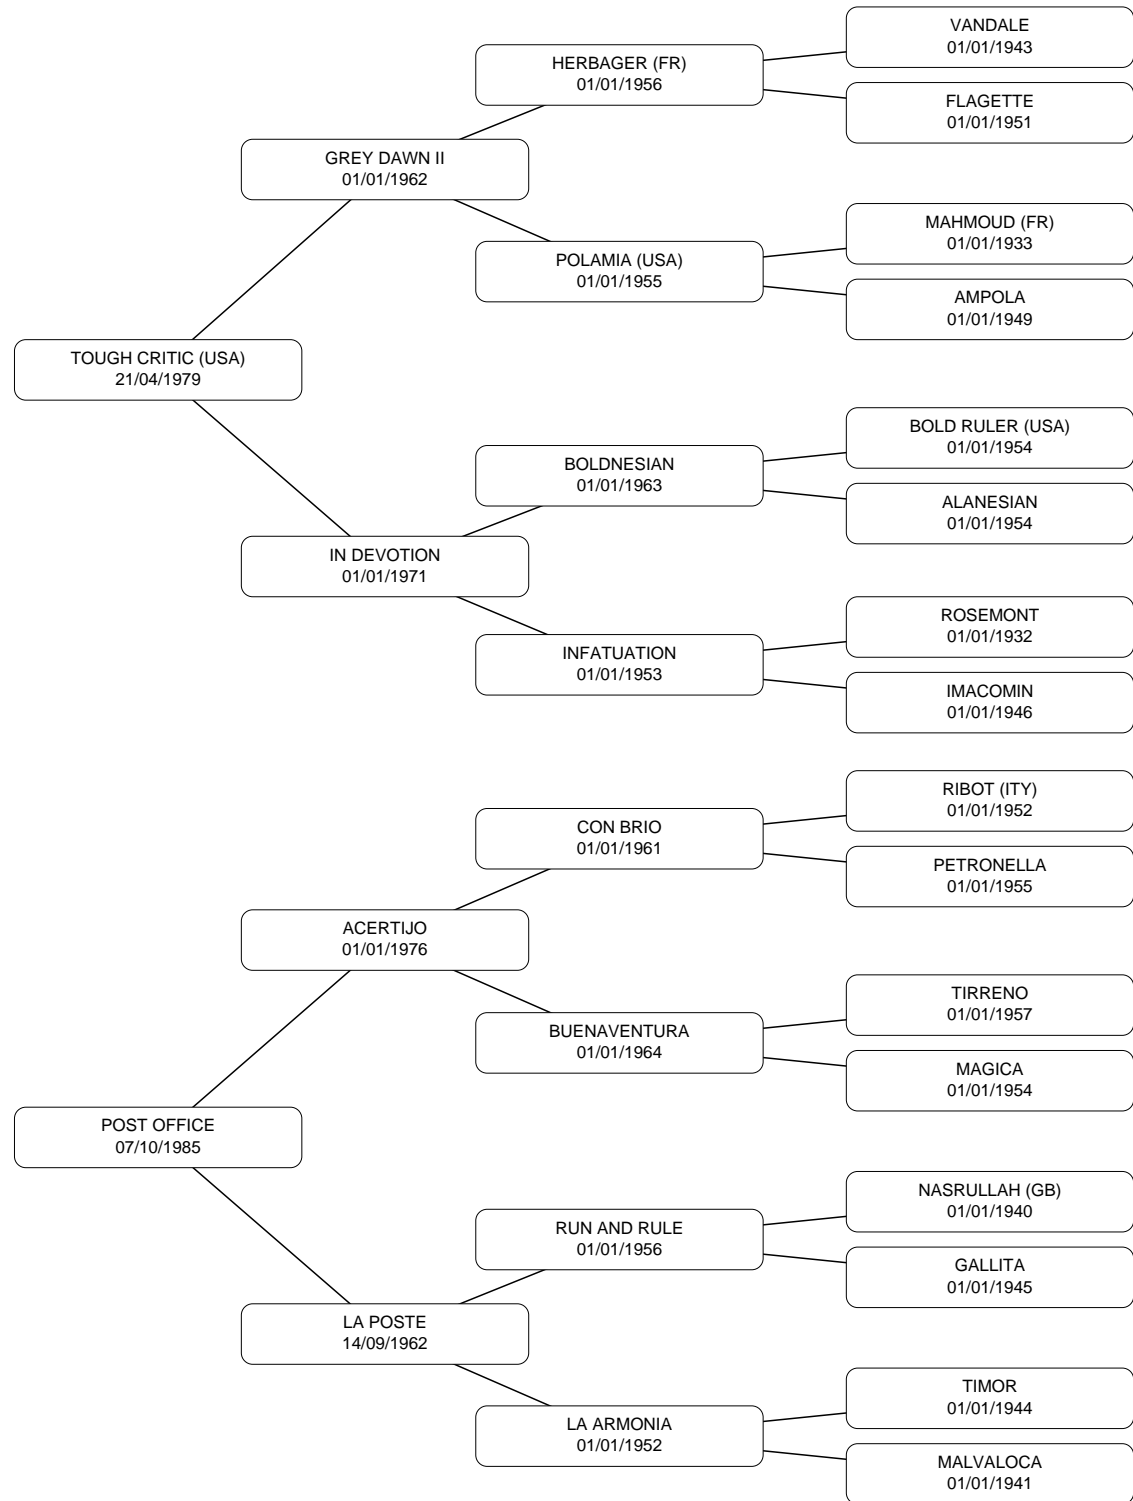 VANDALE
01/01/1943
HERBAGER (FR)
01/01/1956
FLAGETTE
01/01/1951
GREY DAWN II
01/01/1962
MAHMOUD (FR)
01/01/1933
POLAMIA (USA)
01/01/1955
AMPOLA
01/01/1949
TOUGH CRITIC (USA)
21/04/1979
BOLD RULER (USA)
01/01/1954
BOLDNESIAN
01/01/1963
ALANESIAN
01/01/1954
IN DEVOTION
01/01/1971
ROSEMONT
01/01/1932
INFATUATION
01/01/1953
IMACOMIN
01/01/1946
RIBOT (ITY)
01/01/1952
CON BRIO
01/01/1961
PETRONELLA
01/01/1955
ACERTIJO
01/01/1976
TIRRENO
01/01/1957
BUENAVENTURA
01/01/1964
MAGICA
01/01/1954
POST OFFICE
07/10/1985
NASRULLAH (GB)
01/01/1940
RUN AND RULE
01/01/1956
GALLITA
01/01/1945
LA POSTE
14/09/1962
TIMOR
01/01/1944
LA ARMONIA
01/01/1952
MALVALOCA
01/01/1941